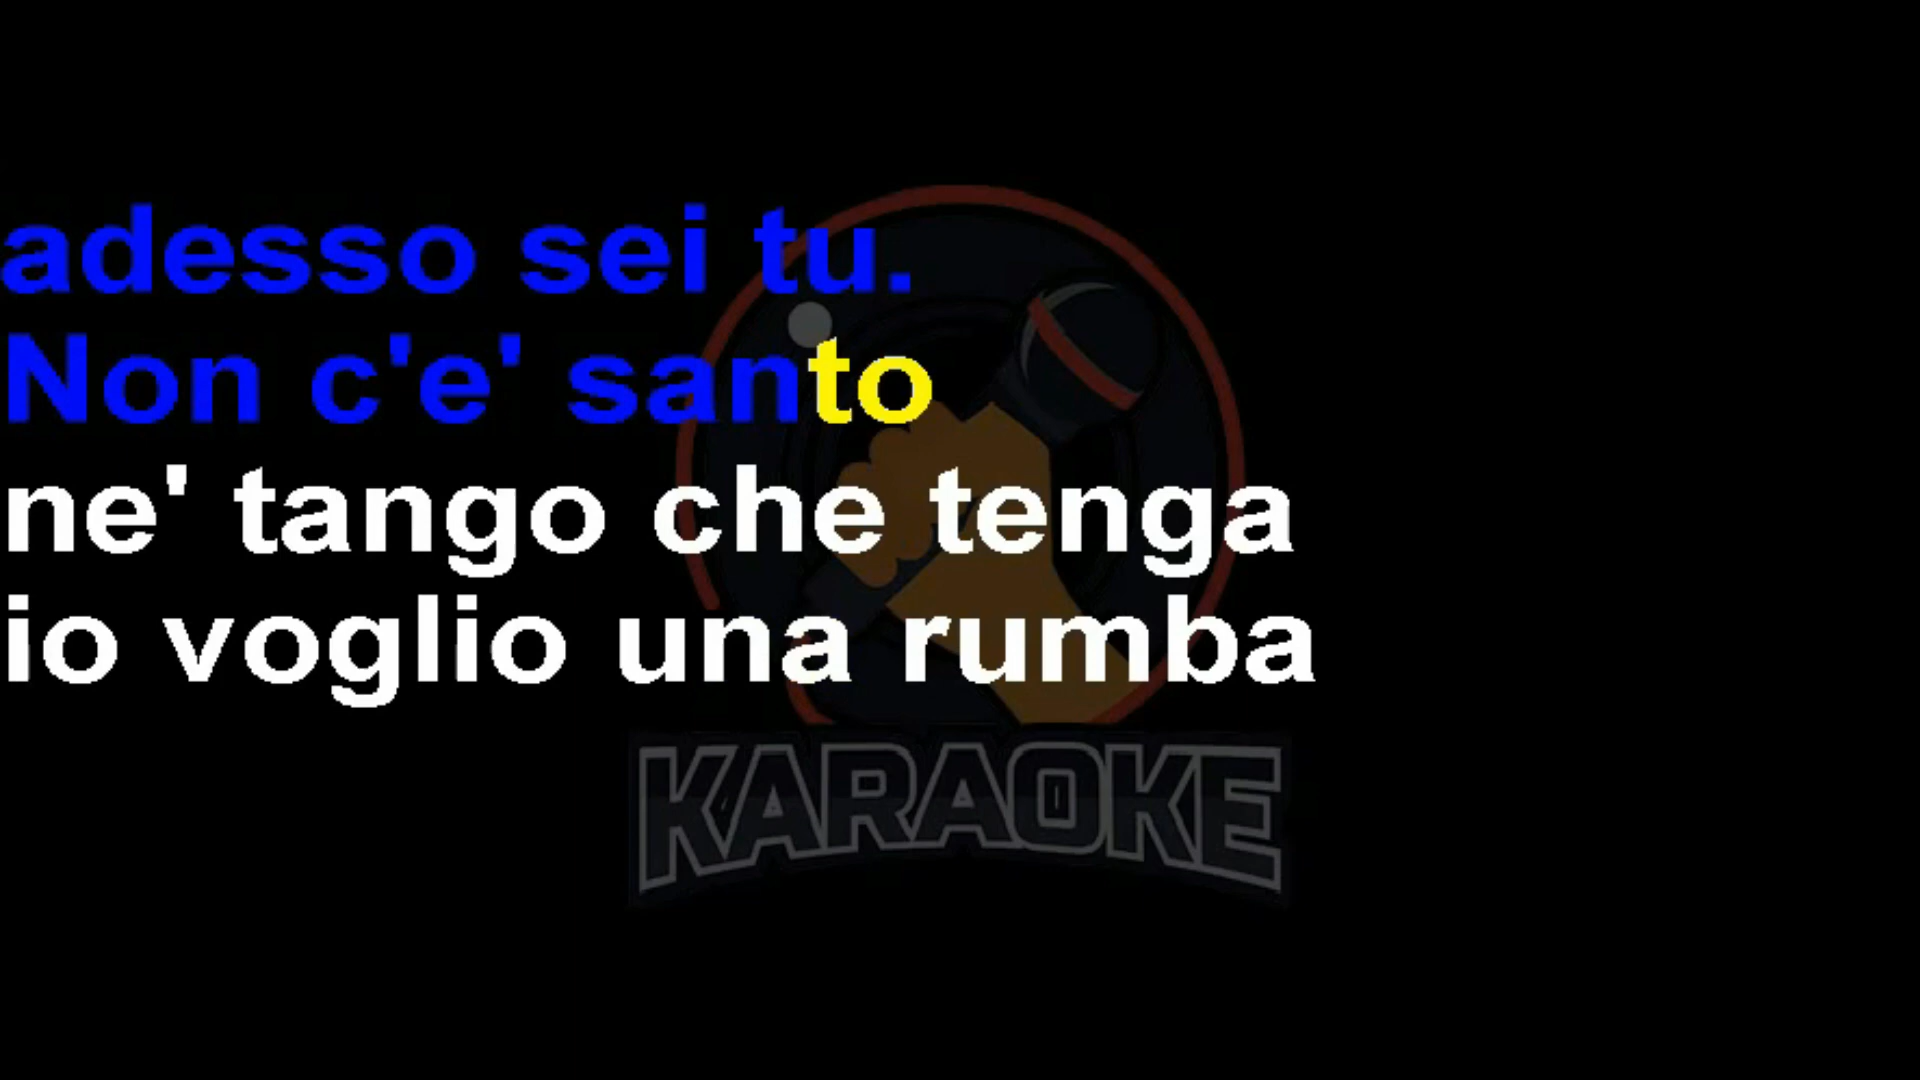 adesso sei tu.
Non c'e' santo
ne' tango che tenga
io voglio una rumba
KARAOKE